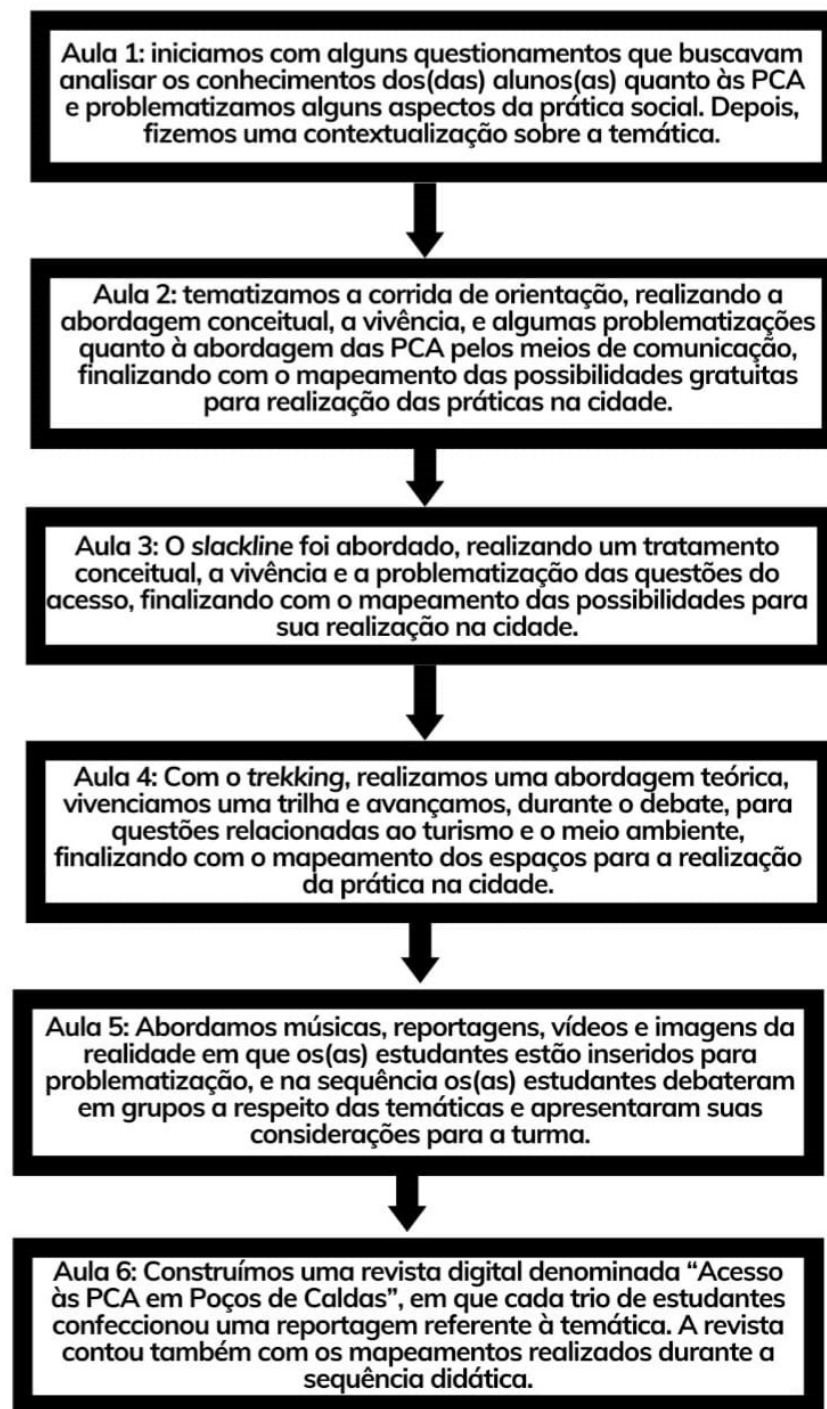 Aula 1: iniciamos com alguns questionamentos que buscavam
analisar os conhecimentos dos(das) alunos(as) quanto às PCA
e problematizamos alguns aspectos da prática social. Depois,
fizemos uma contextualização sobre a temática.
Aula 2: tematizamos a corrida de orientação, realizando a
abordagem conceitual, a vivência, e algumas problematizações
quanto à abordagem das PCA pelos meios de comunicação,
finalizando com o mapeamento das possibilidades gratuitas
para realização das práticas na cidade.
Aula 3: O slackline foi abordado, realizando um tratamento
conceitual, a vivência e a problematização das questões do
acesso, finalizando com o mapeamento das possibilidades para
sua realização na cidade.
Aula 4: Com o trekking, realizamos uma abordagem teórica,
vivenciamos uma trilha e avançamos, durante o debate, para
questões relacionadas ao turismo e o meio ambiente,
finalizando com o mapeamento dos espaços para a realização
da prática na cidade.
Aula 5: Abordamos músicas, reportagens, vídeos e imagens da
realidade em que os(as) estudantes estão inseridos para
problematização, e na sequência os(as) estudantes debateram
em grupos a respeito das temáticas e apresentaram suas
considerações para a turma.
Aula 6: Construímos uma revista digital denominada “Acesso
às PCA em Poços de Caldas”, em que cada trio de estudantes
confeccionou uma reportagem referente à temática. A revista
contou também com os mapeamentos realizados durante a
sequência didática.